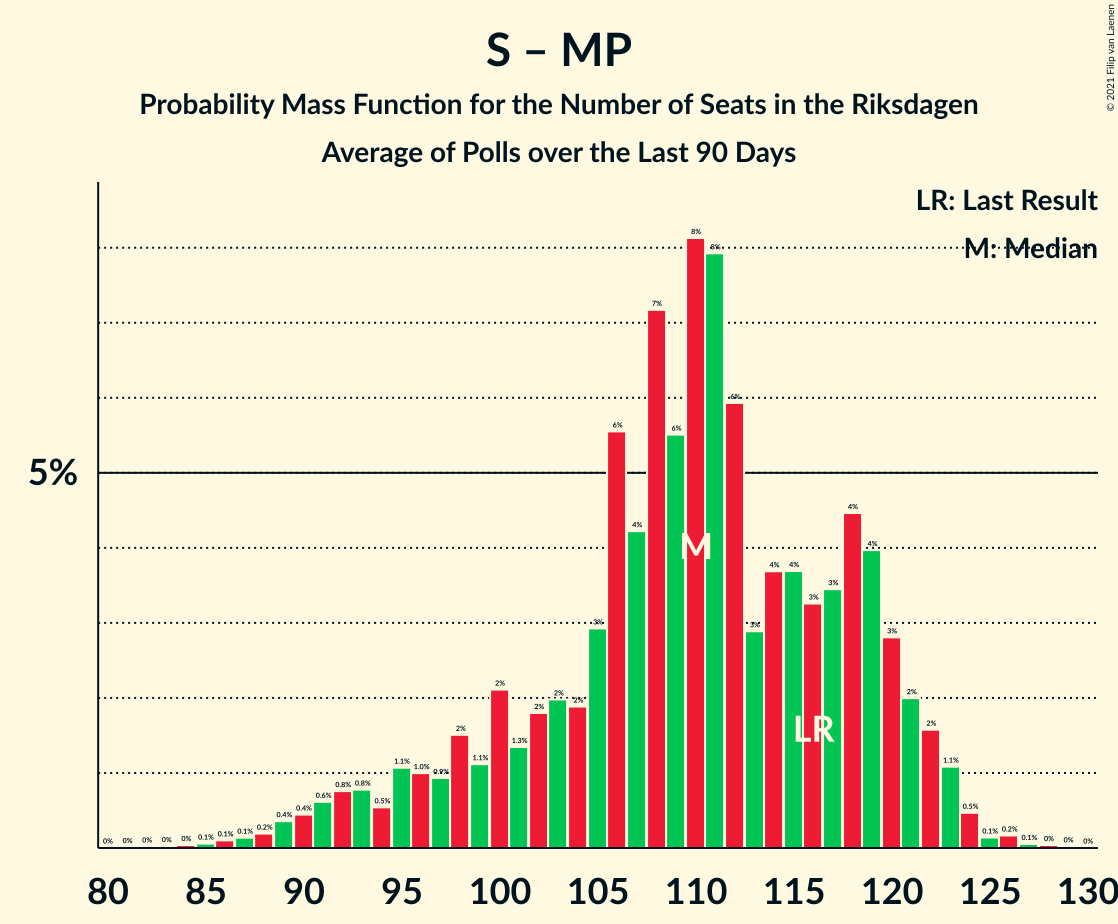 S – MP
Probability Mass Function for the Number of Seats in the Riksdagen
Average of Polls over the Last 90 Days
© 2021 Filip van Laenen
LR: Last Result
M: Median
5%
0% 0% 0% 0% 0% 0.1% 0.1% 0.1% 0.2% 0.4% 0.4% 0.6% 0.8% 0.8% 0.5% 1.1% 1.0% 0.9% 2% 1.1% 2% 1.3% 2% 2% 2% 3% 6% 4% 7% 6% 8% 8% 6% 3% 4% 4% 3% 3% 4% 4% 3% 2% 2% 1.1% 0.5% 0.1% 0.2% 0.1% 0% 0% 0%
M
LR
80 85 90 95 100 105 110 115 120 125 130